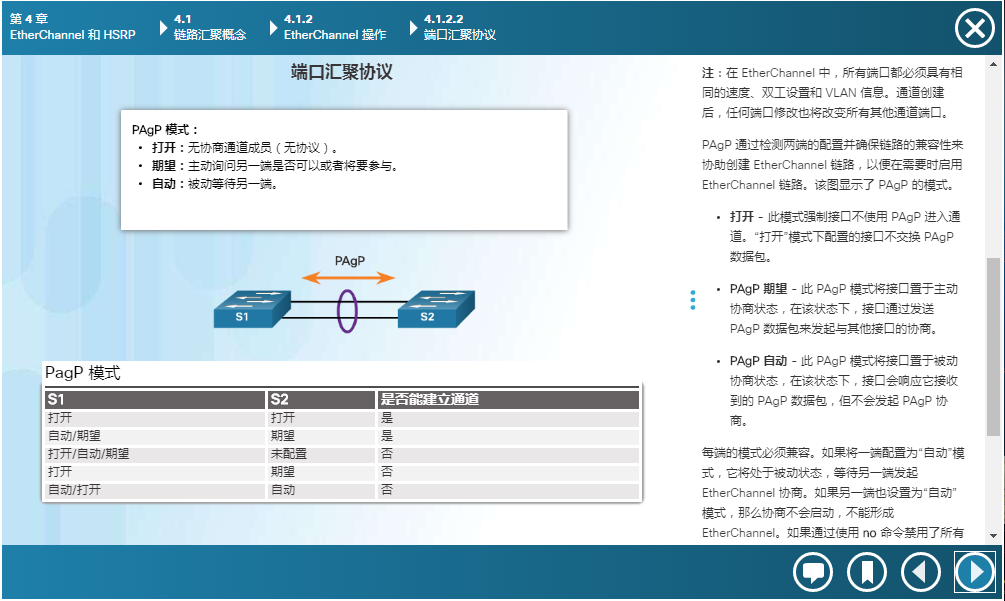 第 4 章
EtherChannel 和 HSRP
4.1
链路汇聚概念
4.1.2
EtherChannel 操作
4.1.2.2
端口汇聚协议
端口汇聚协议
PAgP 模式：
• 打开：无协商通道成员（无协议）。
• 期望：主动询问另一端是否可以或者将要参与。
• 自动：被动等待另一端。
PAgP
S1
S2
PagP 模式
S1 S2 是否能建立通道
打开 打开 是
自动/期望 期望 是
打开/自动/期望 未配置 否
打开 期望 否
自动/打开 自动 否
注：在 EtherChannel 中，所有端口都必须具有相
同的速度、双工设置和 VLAN 信息。通道创建
后，任何端口修改也将改变所有其他通道端口。
PAgP 通过检测两端的配置并确保链路的兼容性来
协助创建 EtherChannel 链路，以便在需要时启用
EtherChannel 链路。该图显示了 PAgP 的模式。
• 打开 – 此模式强制接口不使用 PAgP 进入通
道。“打开”模式下配置的接口不交换 PAgP
数据包。
• PAgP 期望 – 此 PAgP 模式将接口置于主动
协商状态，在该状态下，接口通过发送
PAgP 数据包来发起与其他接口的协商。
• PAgP 自动 – 此 PAgP 模式将接口置于被动
协商状态，在该状态下，接口会响应它接收
到的 PAgP 数据包，但不会发起 PAgP 协
商。
每端的模式必须兼容。如果将一端配置为“自动”模
式，它将处于被动状态，等待另一端发起
EtherChannel 协商。如果另一端也设置为“自动”
模式，那么协商不会启动，不能形成
EtherChannel。如果通过使用 no 命令禁用了所有